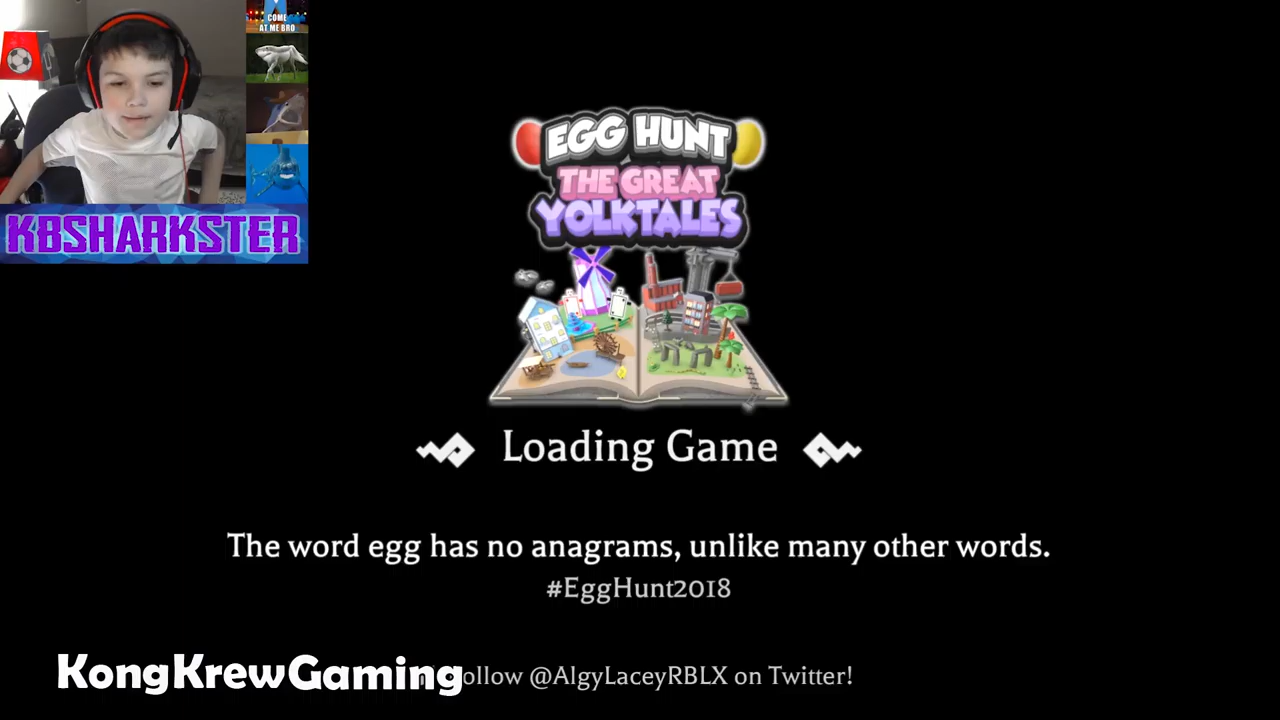 COME
AT ME BRO
KBSHARKSTER
EGG HUNT
THE GREAT
YOLKTALES
Loading Game
The word egg has no anagrams, unlike many other words.
#EggHunt2018
KongKrewGaming
ollow @AlgyLaceyRBLX on Twitter!